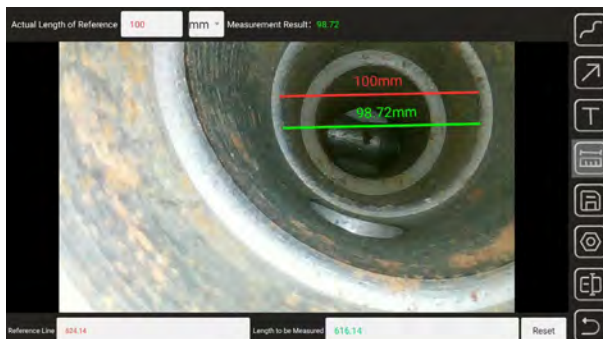 Actual Length of Reference 100 mm Measurement Result: 98.72
100mm
98.72mm
T
Reference Line 624.14 Length to be Measured 616.14 Reset